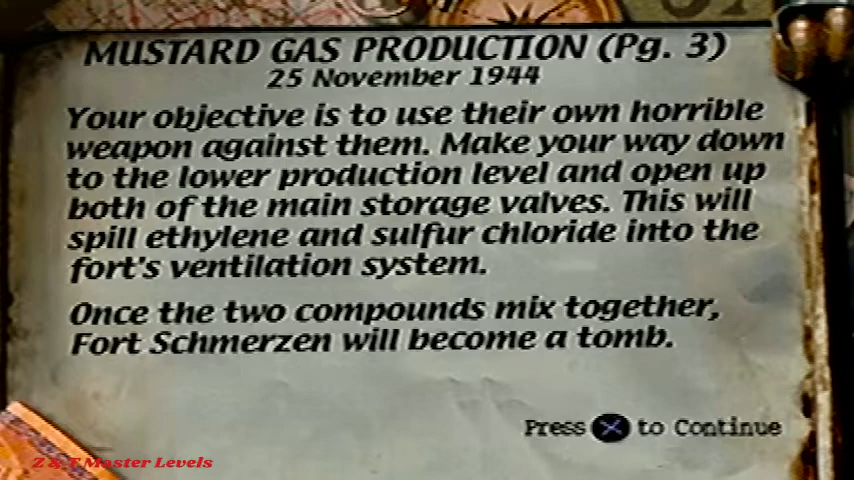 MUSTARD GAS PRODUCTION (Pg. 3)
25 November 1944
Your objective is to use their own horrible
weapon against them. Make your way down
to the lower production level and open up
both of the main storage valves. This will
spill ethylene and sulfur chloride into the
fort's ventilation system.
Once the two compounds mix together,
Fort Schmerzen will become a tomb.
Press X to Continue
Z & T Master Levels